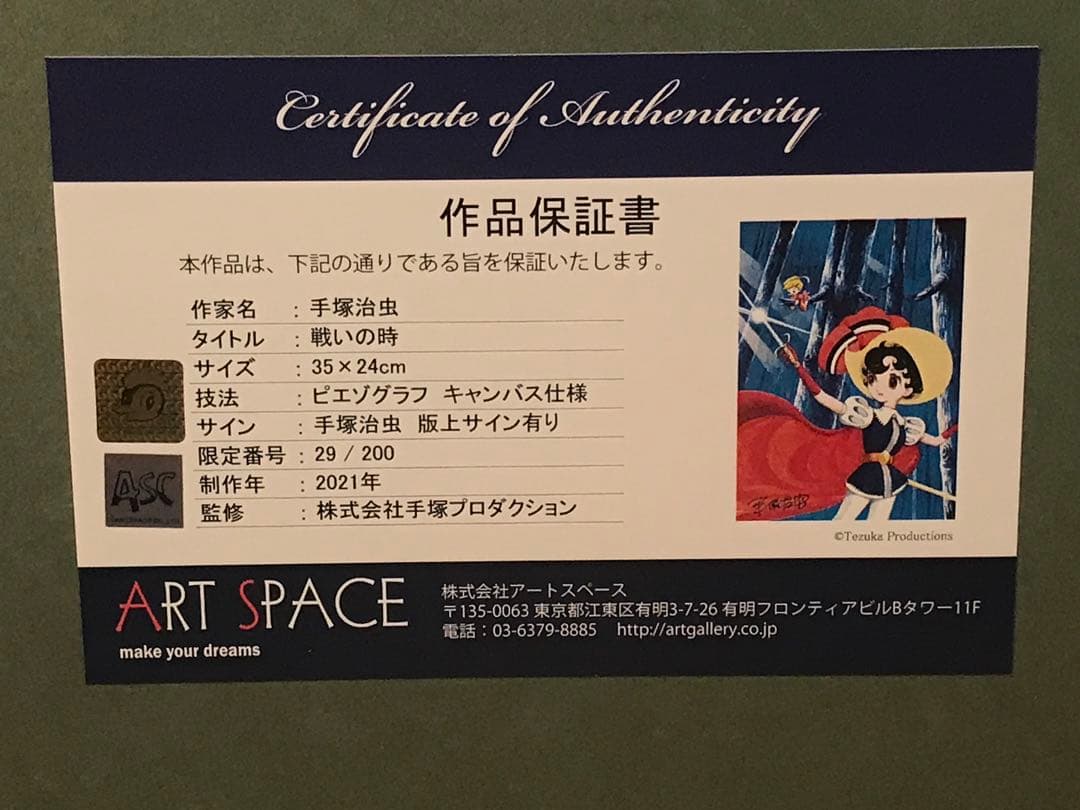 Certificate of Authenticity
作品保証書
本作品は、下記の通りである旨を保証いたします。
作家名 : 手塚治虫
タイトル : 戦いの時
サイズ : 35×24cm
技法 : ピエゾグラフ キャンバス仕様
サイン : 手塚治虫 版上サイン有り
限定番号 : 29 / 200
制作年 : 2021年
監修 : 株式会社手塚プロダクション
ASC
手塚治虫
©Tezuka Productions
ART SPACE
make your dreams
株式会社アートスペース
〒135-0063 東京都江東区有明3-7-26 有明フロンティアビルBタワー11F
電話：03-6379-8885 http://artgallery.co.jp